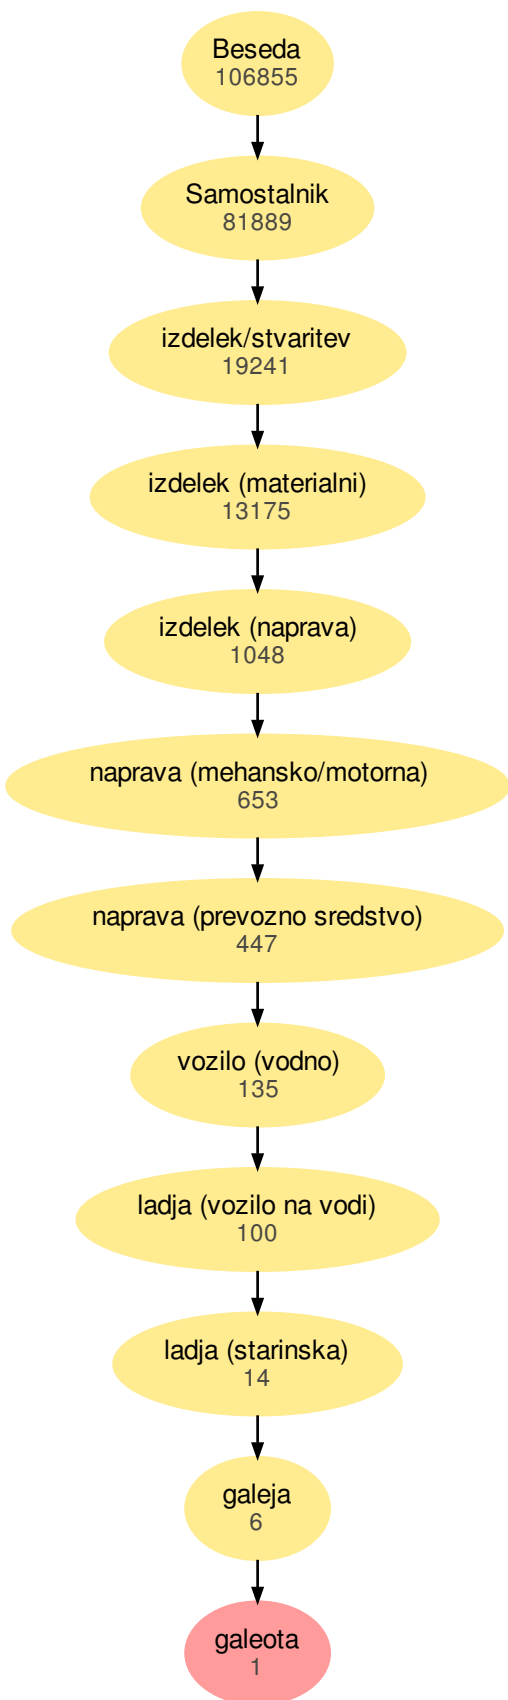 Beseda
106855
Samostalnik
81889
izdelek/stvaritev
19241
izdelek (materialni)
13175
izdelek (naprava)
1048
naprava (mehansko/motorna)
653
naprava (prevozno sredstvo)
447
vozilo (vodno)
135
ladja (vozilo na vodi)
100
ladja (starinska)
14
galeja
6
galeota
1